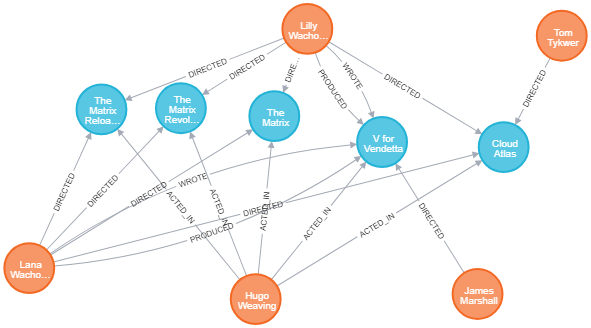 Lilly
Wacho…
Tom
Tykwer
DIRECTED
DIRECTED
DIRE…
PRODUCED
WROTE
DIRECTED
DIRECTED
The
Matrix
Reloa…
The
Matrix
Revol…
The
Matrix
V for
Vendetta
Cloud
Atlas
DIRECTED
DIRECTED
DIRECTED
WROTE
DIRECTED
PRODUCED
ACTED_IN
ACTED_IN
ACTED_IN
ACTED_IN
ACTED_IN
DIRECTED
Lana
Wacho…
Hugo
Weaving
James
Marshall